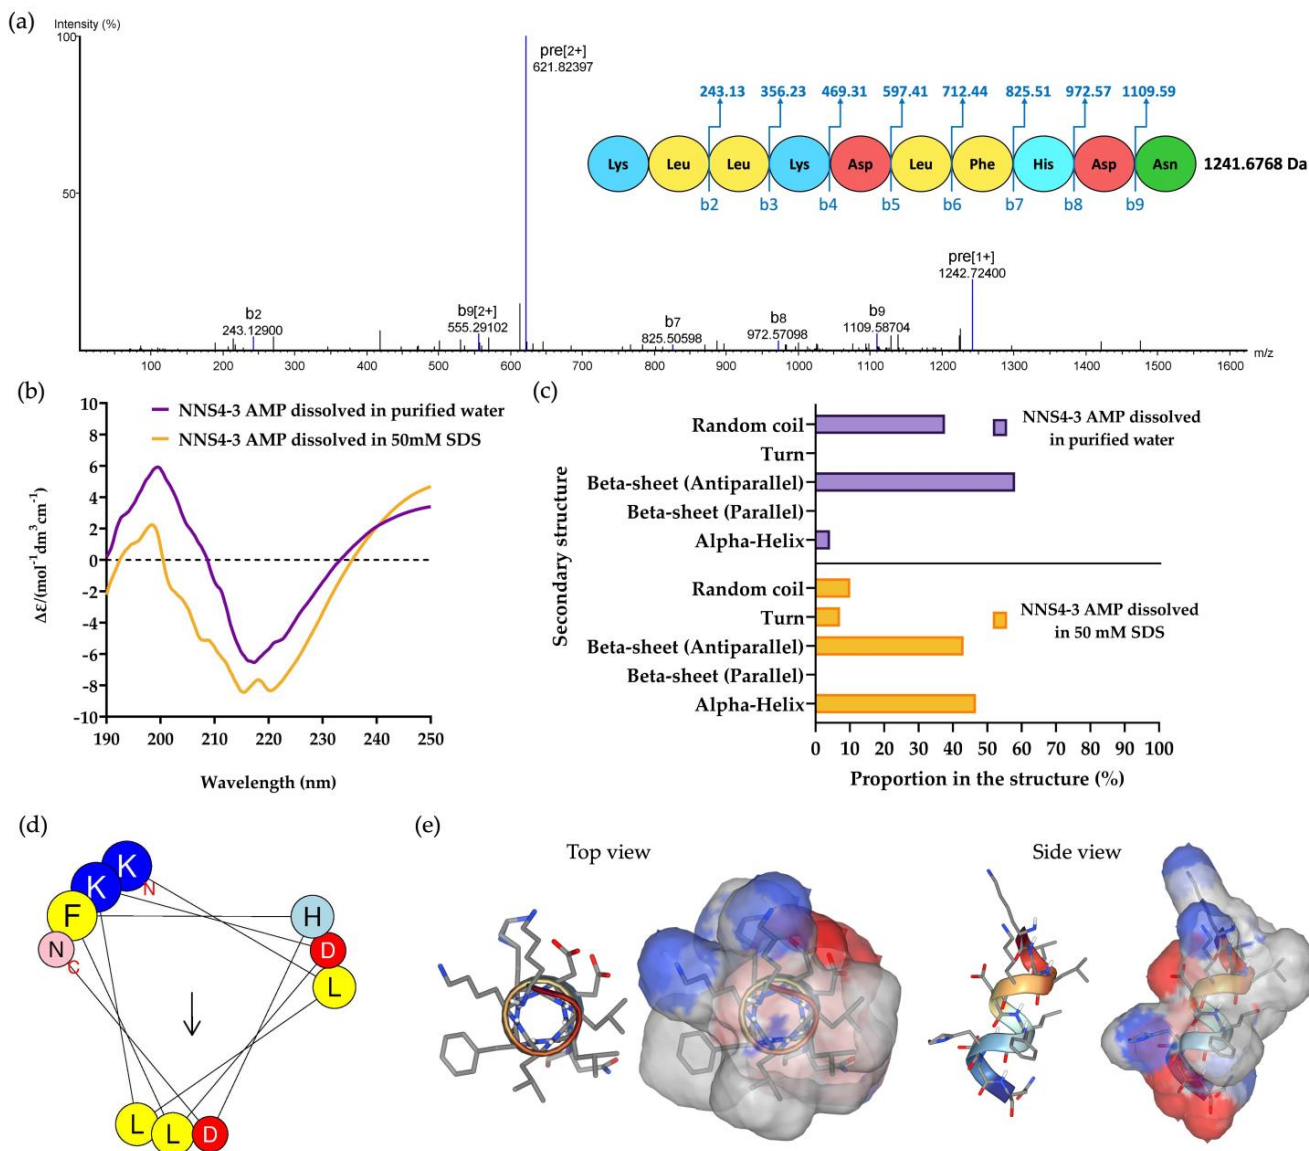 (a)
Intensity (%)
100
50
pre[2+]
621.82397
243.13 356.23 469.31 597.41 712.44 825.51 972.57 1109.59
Lys Leu Leu Lys Asp Leu Phe His Asp Asn 1241.6768 Da
b2 b3 b4 b5 b6 b7 b8 b9
pre[1+]
1242.72400
b2
243.12900
b9[2+]
555.29102
b7
825.50598
b8
972.57098
b9
1109.58704
100 200 300 400 500 600 700 800 900 1000 1100 1200 1300 1400 1500 1600 m/z
(b)
NNS4-3 AMP dissolved in purified water
NNS4-3 AMP dissolved in 50mM SDS
Δε/(mol⁻¹ dm³ cm⁻¹)
10
8
6
4
2
0
-2
-4
-6
-8
-10
190 200 210 220 230 240 250
Wavelength (nm)
(c)
Secondary structure
Random coil
Turn
Beta-sheet (Antiparallel)
Beta-sheet (Parallel)
Alpha-Helix
NNS4-3 AMP dissolved
in purified water
Random coil
Turn
Beta-sheet (Antiparallel)
Beta-sheet (Parallel)
Alpha-Helix
NNS4-3 AMP dissolved
in 50 mM SDS
0 10 20 30 40 50 60 70 80 90 100
Proportion in the structure (%)
(d)
K
N
K
F
H
N
C
D
L
L
L
D
(e)
Top view
Side view